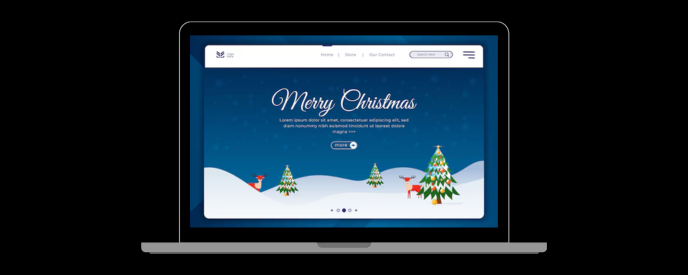 Home | Store | Get Contact
Search here
Merry Christmas
Lorem ipsum dolor sit amet, consectetuer adipiscing elit, sed
diam nonummy nibh euismod tincidunt ut laoreet dolore
magna
more